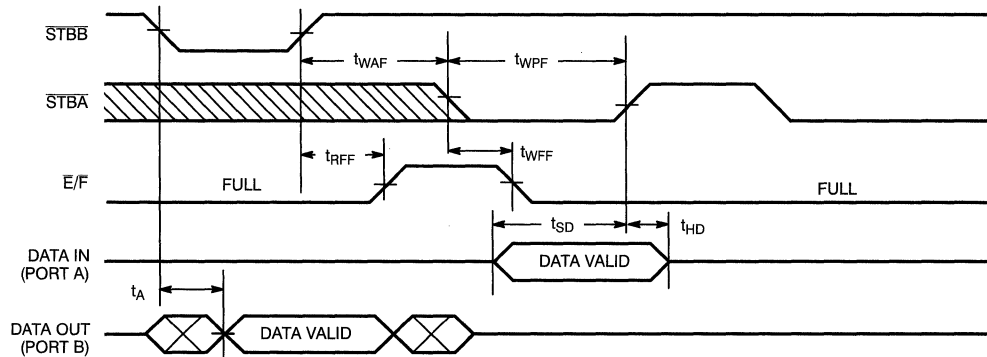 STBB
tWAF
tWPF
STBA
tRFF
tWFF
E/F
FULL
FULL
tSD
tHD
DATA IN
(PORT A)
DATA VALID
tA
DATA OUT
(PORT B)
DATA VALID